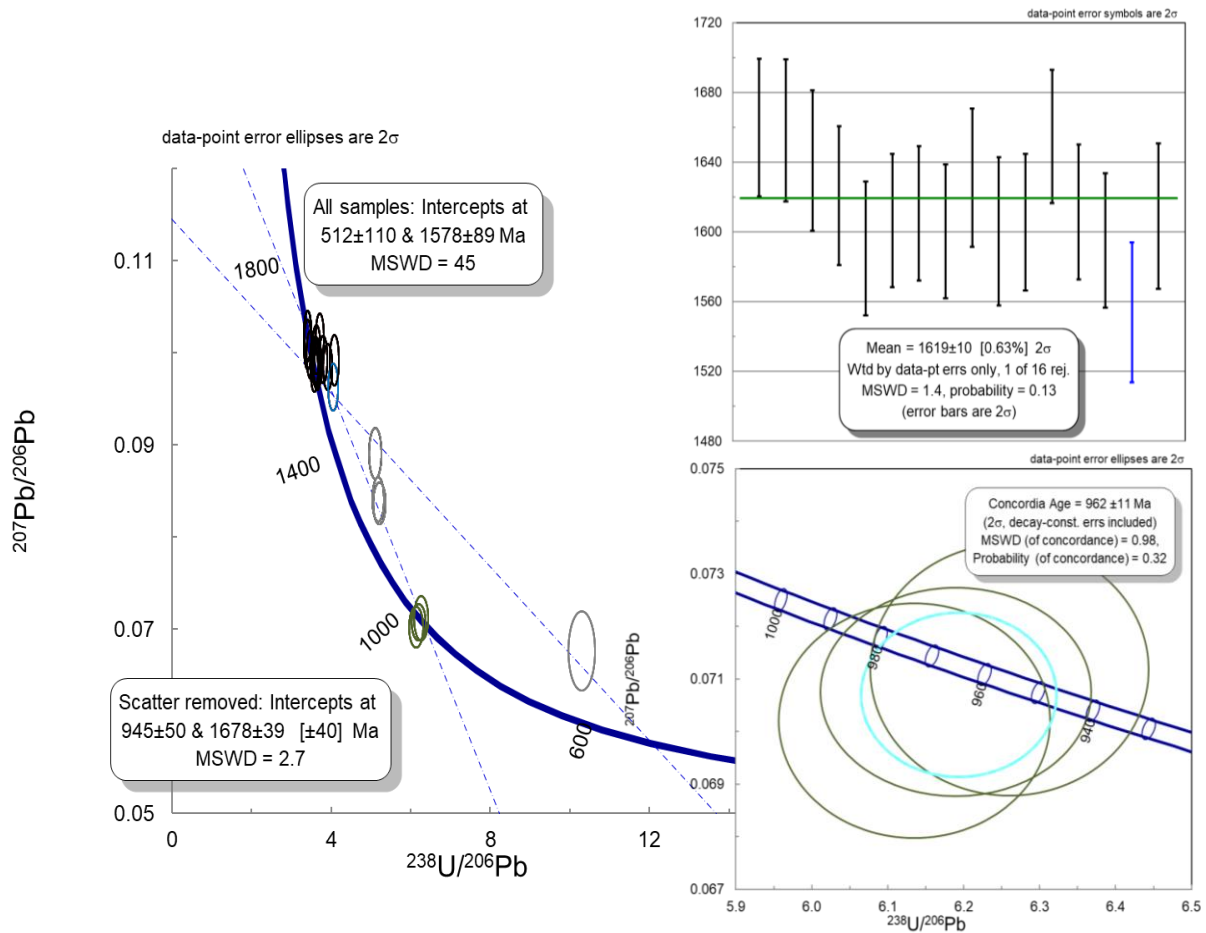 data-point error ellipses are 2σ
All samples: Intercepts at
512±110 & 1578±89 Ma
MSWD = 45
1800
0.11
1400
0.09
1000
0.07
600
0.05
0 4 8 12
²⁰⁷Pb/²⁰⁶Pb
²³⁸U/²⁰⁶Pb
Scatter removed: Intercepts at
945±50 & 1678±39 [±40] Ma
MSWD = 2.7
data-point error symbols are 2σ
1720
1680
1640
1600
1560
1520
1480
Mean = 1619±10 [0.63%] 2σ
Wtd by data-pt errs only, 1 of 16 rej.
MSWD = 1.4, probability = 0.13
(error bars are 2σ)
data-point error ellipses are 2σ
0.075
0.073
0.071
0.069
0.067
²⁰⁷Pb/²⁰⁶Pb
Concordia Age = 962 ±11 Ma
(2σ, decay-const. errs included)
MSWD (of concordance) = 0.98,
Probability (of concordance) = 0.32
1000
980
960
940
5.9 6.0 6.1 6.2 6.3 6.4 6.5
²³⁸U/²⁰⁶Pb